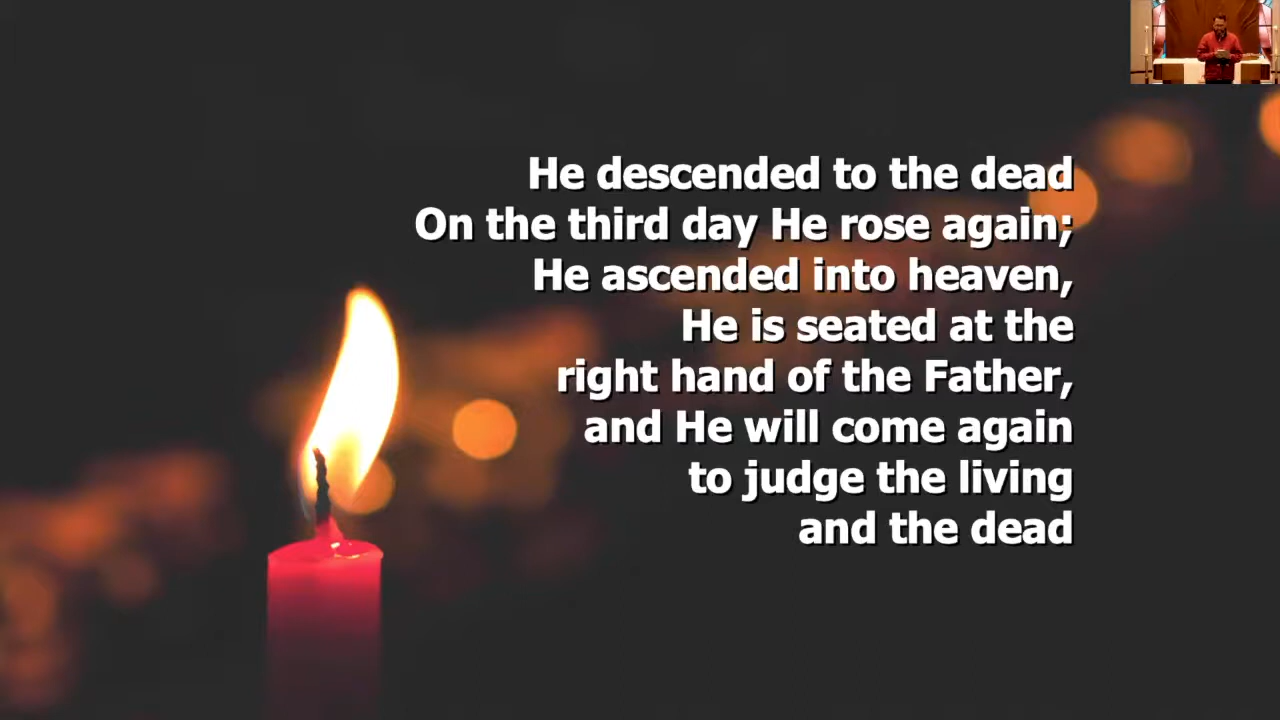 He descended to the dead
On the third day He rose again;
He ascended into heaven,
He is seated at the
right hand of the Father,
and He will come again
to judge the living
and the dead